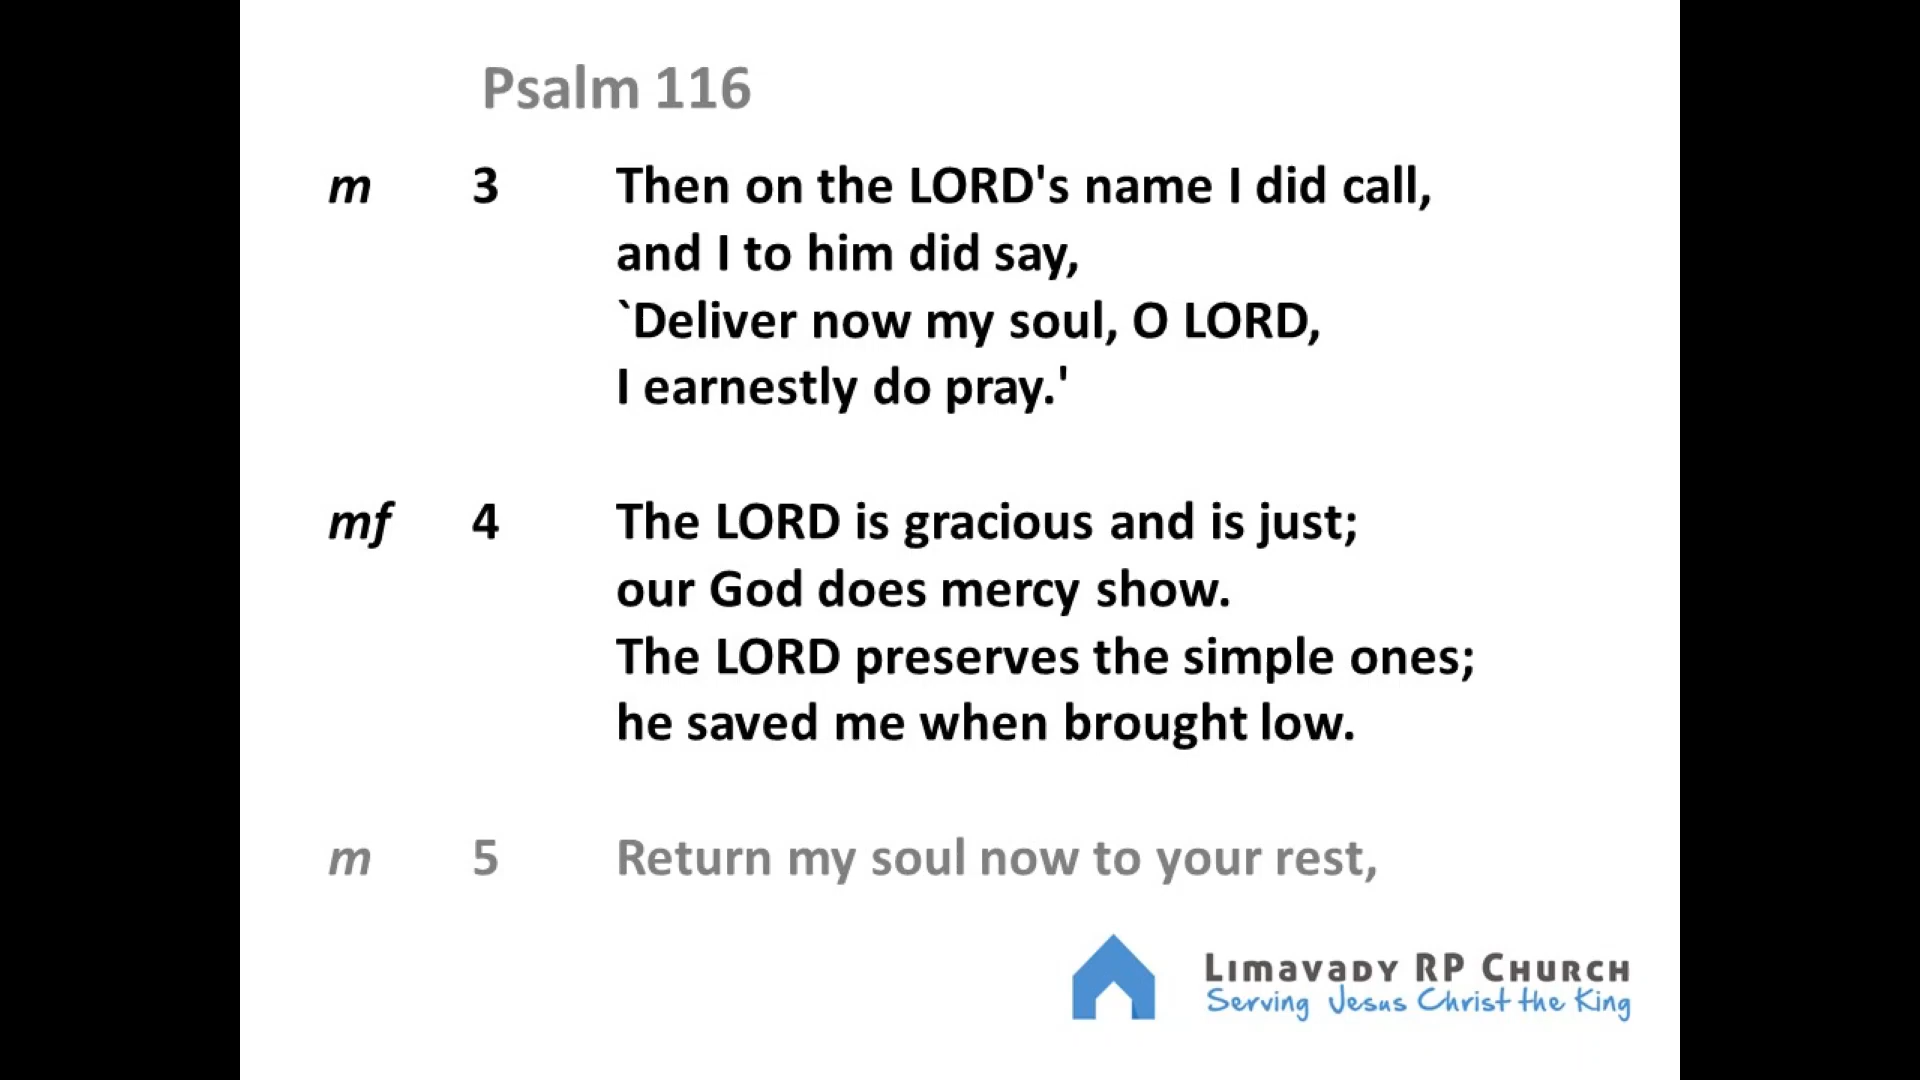 Psalm 116
m 3 Then on the LORD's name I did call,
and I to him did say,
`Deliver now my soul, O LORD,
I earnestly do pray.'
mf 4 The LORD is gracious and is just;
our God does mercy show.
The LORD preserves the simple ones;
he saved me when brought low.
m 5 Return my soul now to your rest,
LIMAVADY RP CHURCH
Serving Jesus Christ the King